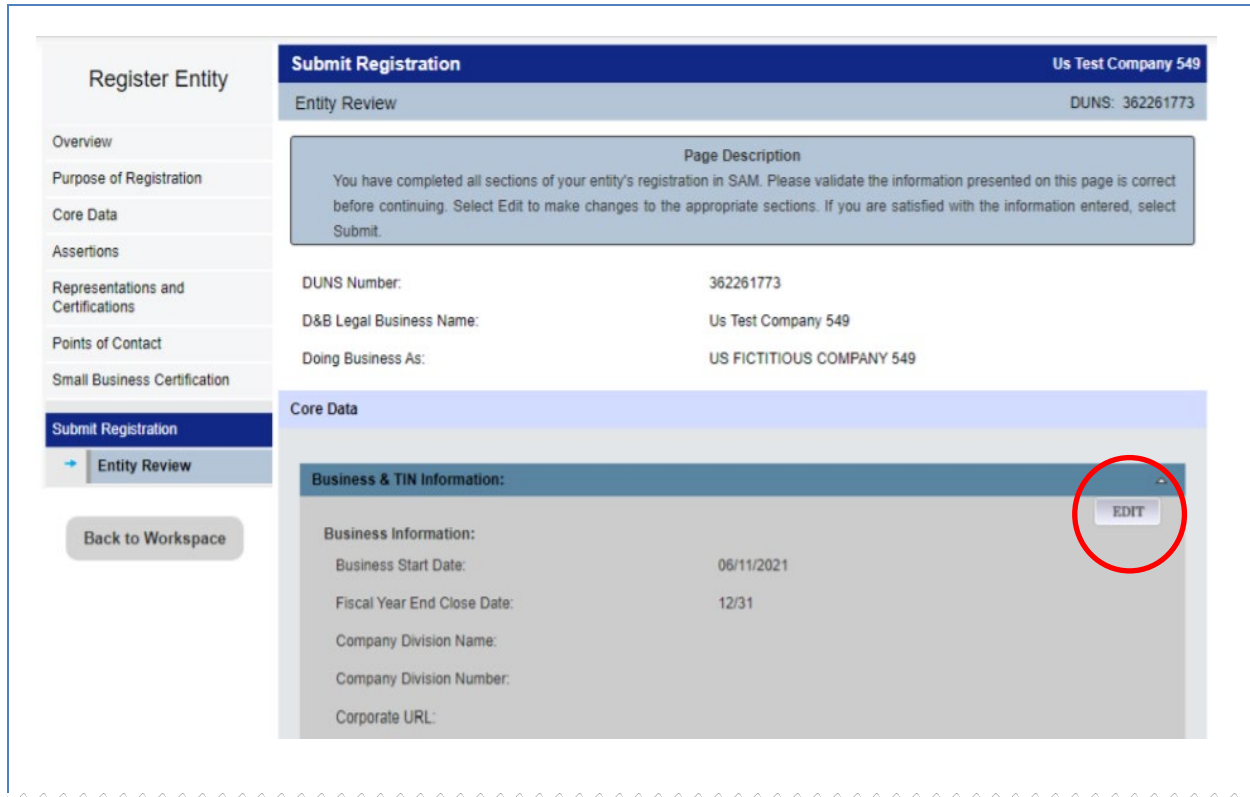 Register Entity
Overview
Purpose of Registration
Core Data
Assertions
Representations and
Certifications
Points of Contact
Small Business Certification
Submit Registration
Entity Review
Back to Workspace
Submit Registration Us Test Company 549
Entity Review DUNS: 362261773
Page Description
You have completed all sections of your entity's registration in SAM. Please validate the information presented on this page is correct
before continuing. Select Edit to make changes to the appropriate sections. If you are satisfied with the information entered, select
Submit.
DUNS Number: 362261773
D&B Legal Business Name: Us Test Company 549
Doing Business As: US FICTITIOUS COMPANY 549
Core Data
Business & TIN Information:
EDIT
Business Information:
Business Start Date: 06/11/2021
Fiscal Year End Close Date: 12/31
Company Division Name:
Company Division Number:
Corporate URL: